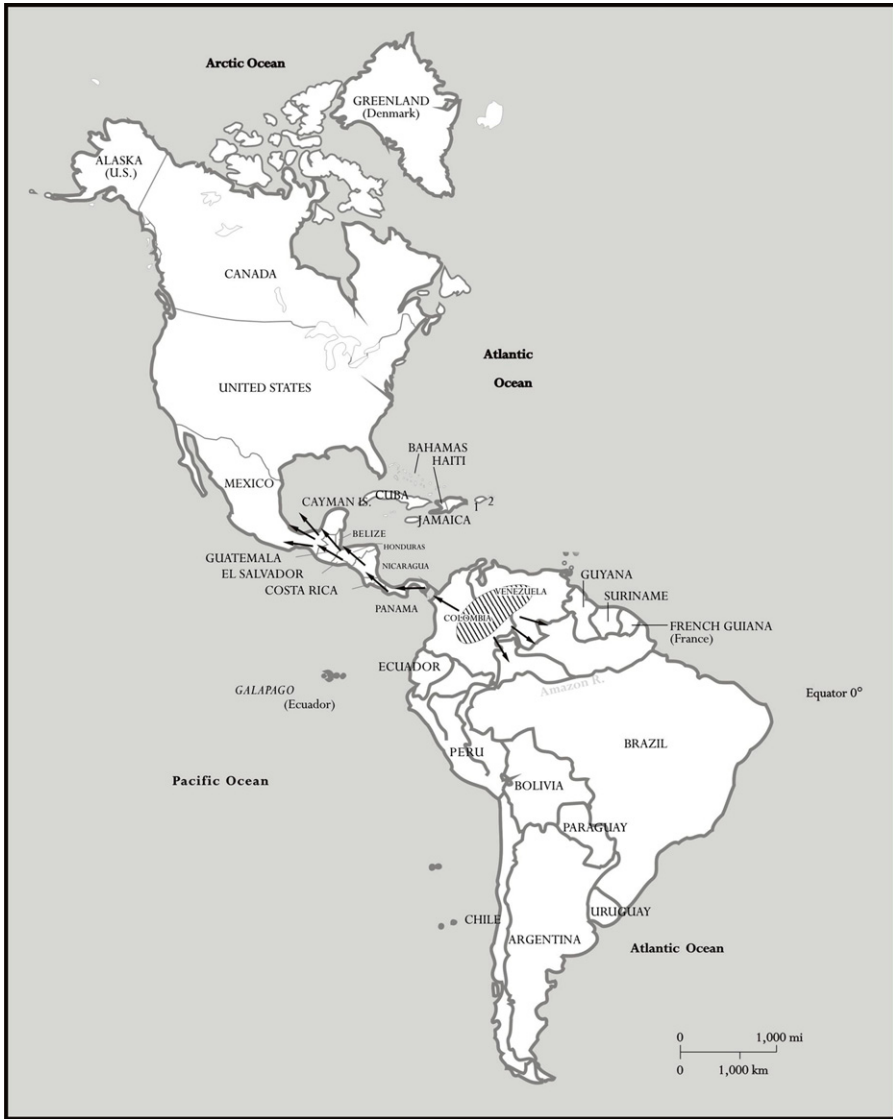 Arctic Ocean
GREENLAND
(Denmark)
ALASKA
(U.S.)
CANADA
Atlantic
Ocean
UNITED STATES
BAHAMAS
HAITI
MEXICO
CAYMAN IS.
CUBA
2
1
JAMAICA
BELIZE
HONDURAS
GUATEMALA
NICARAGUA
EL SALVADOR
COSTA RICA
PANAMA
VENEZUELA
COLOMBIA
GUYANA
SURINAME
FRENCH GUIANA
(France)
ECUADOR
GALAPAGO
(Ecuador)
Amazon R.
Equator 0°
PERU
BRAZIL
Pacific Ocean
BOLIVIA
PARAGUAY
CHILE
URUGUAY
ARGENTINA
Atlantic Ocean
0 1,000 mi
0 1,000 km